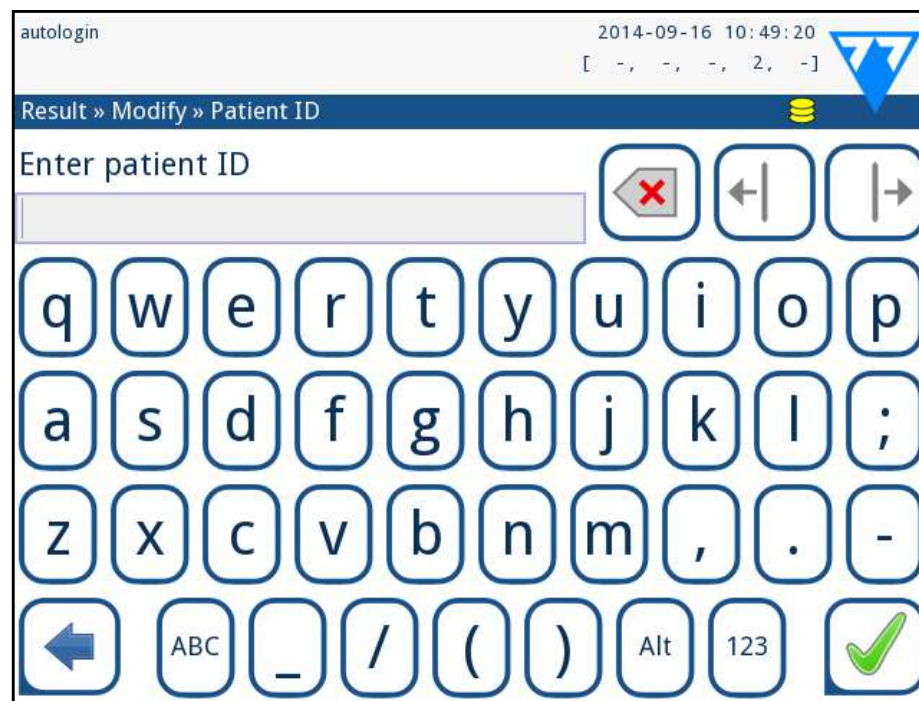 autologin
2014-09-16 10:49:20
[ -, -, -, 2, -]
Result » Modify » Patient ID
Enter patient ID
q w e r t y u i o p
a s d f g h j k l ;
z x c v b n m , . -
ABC _ / ( ) Alt 123